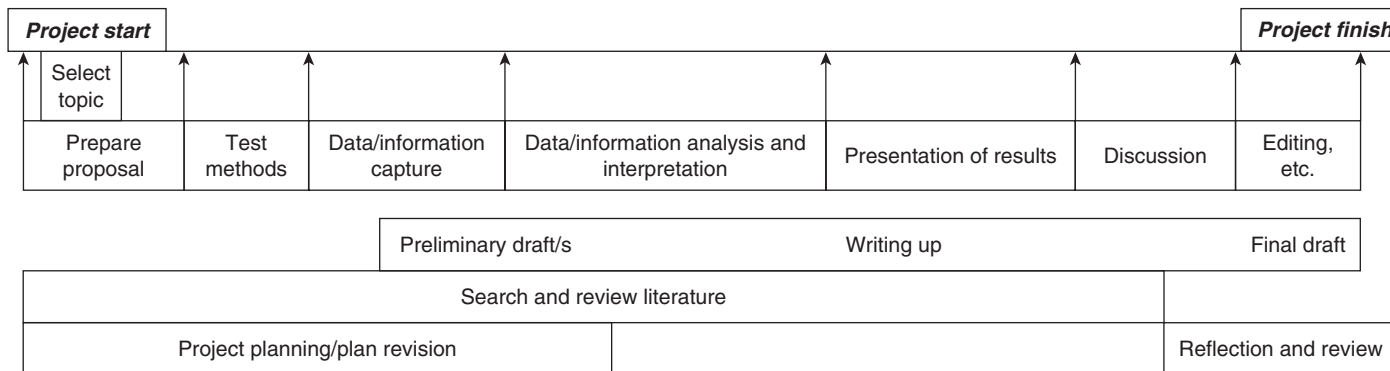 Project start
Project finish
Select
topic
Prepare
proposal
Test
methods
Data/information
capture
Data/information analysis and
interpretation
Presentation of results
Discussion
Editing,
etc.
Preliminary draft/s
Writing up
Final draft
Search and review literature
Project planning/plan revision
Reflection and review